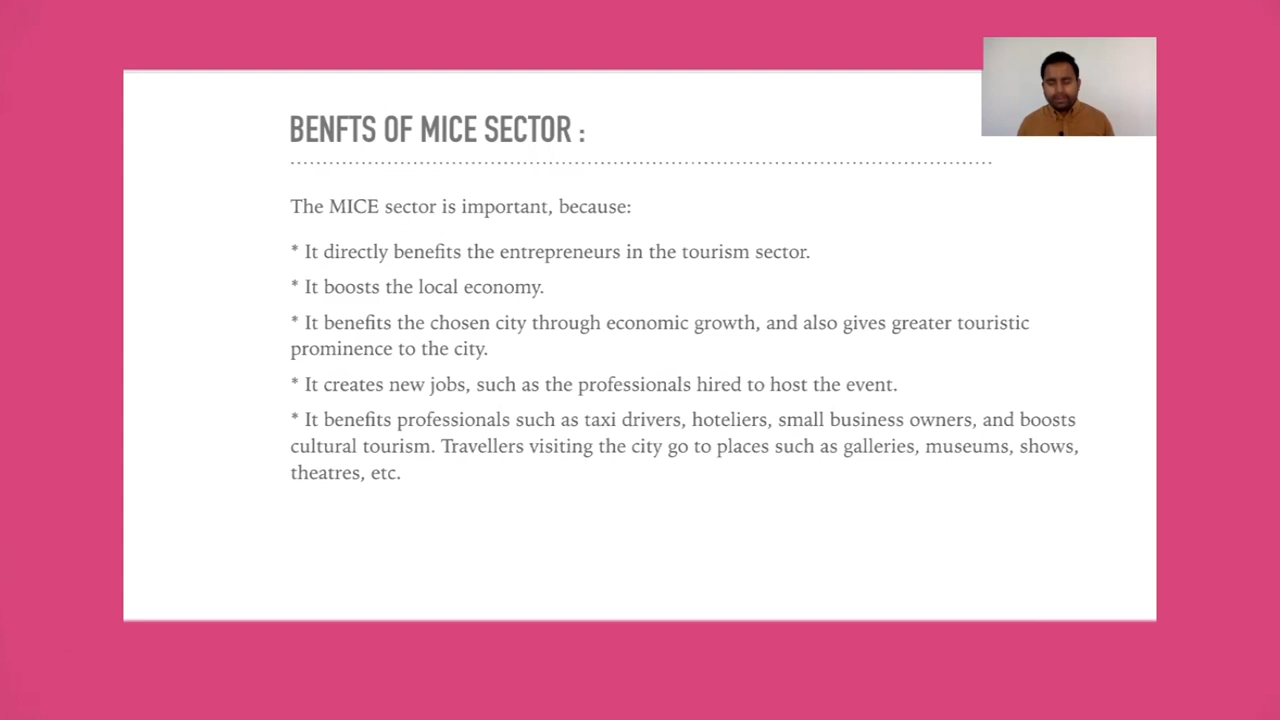 BENFTS OF MICE SECTOR :
The MICE sector is important, because:
* It directly benefits the entrepreneurs in the tourism sector.
* It boosts the local economy.
* It benefits the chosen city through economic growth, and also gives greater touristic
prominence to the city.
* It creates new jobs, such as the professionals hired to host the event.
* It benefits professionals such as taxi drivers, hoteliers, small business owners, and boosts
cultural tourism. Travellers visiting the city go to places such as galleries, museums, shows,
theatres, etc.